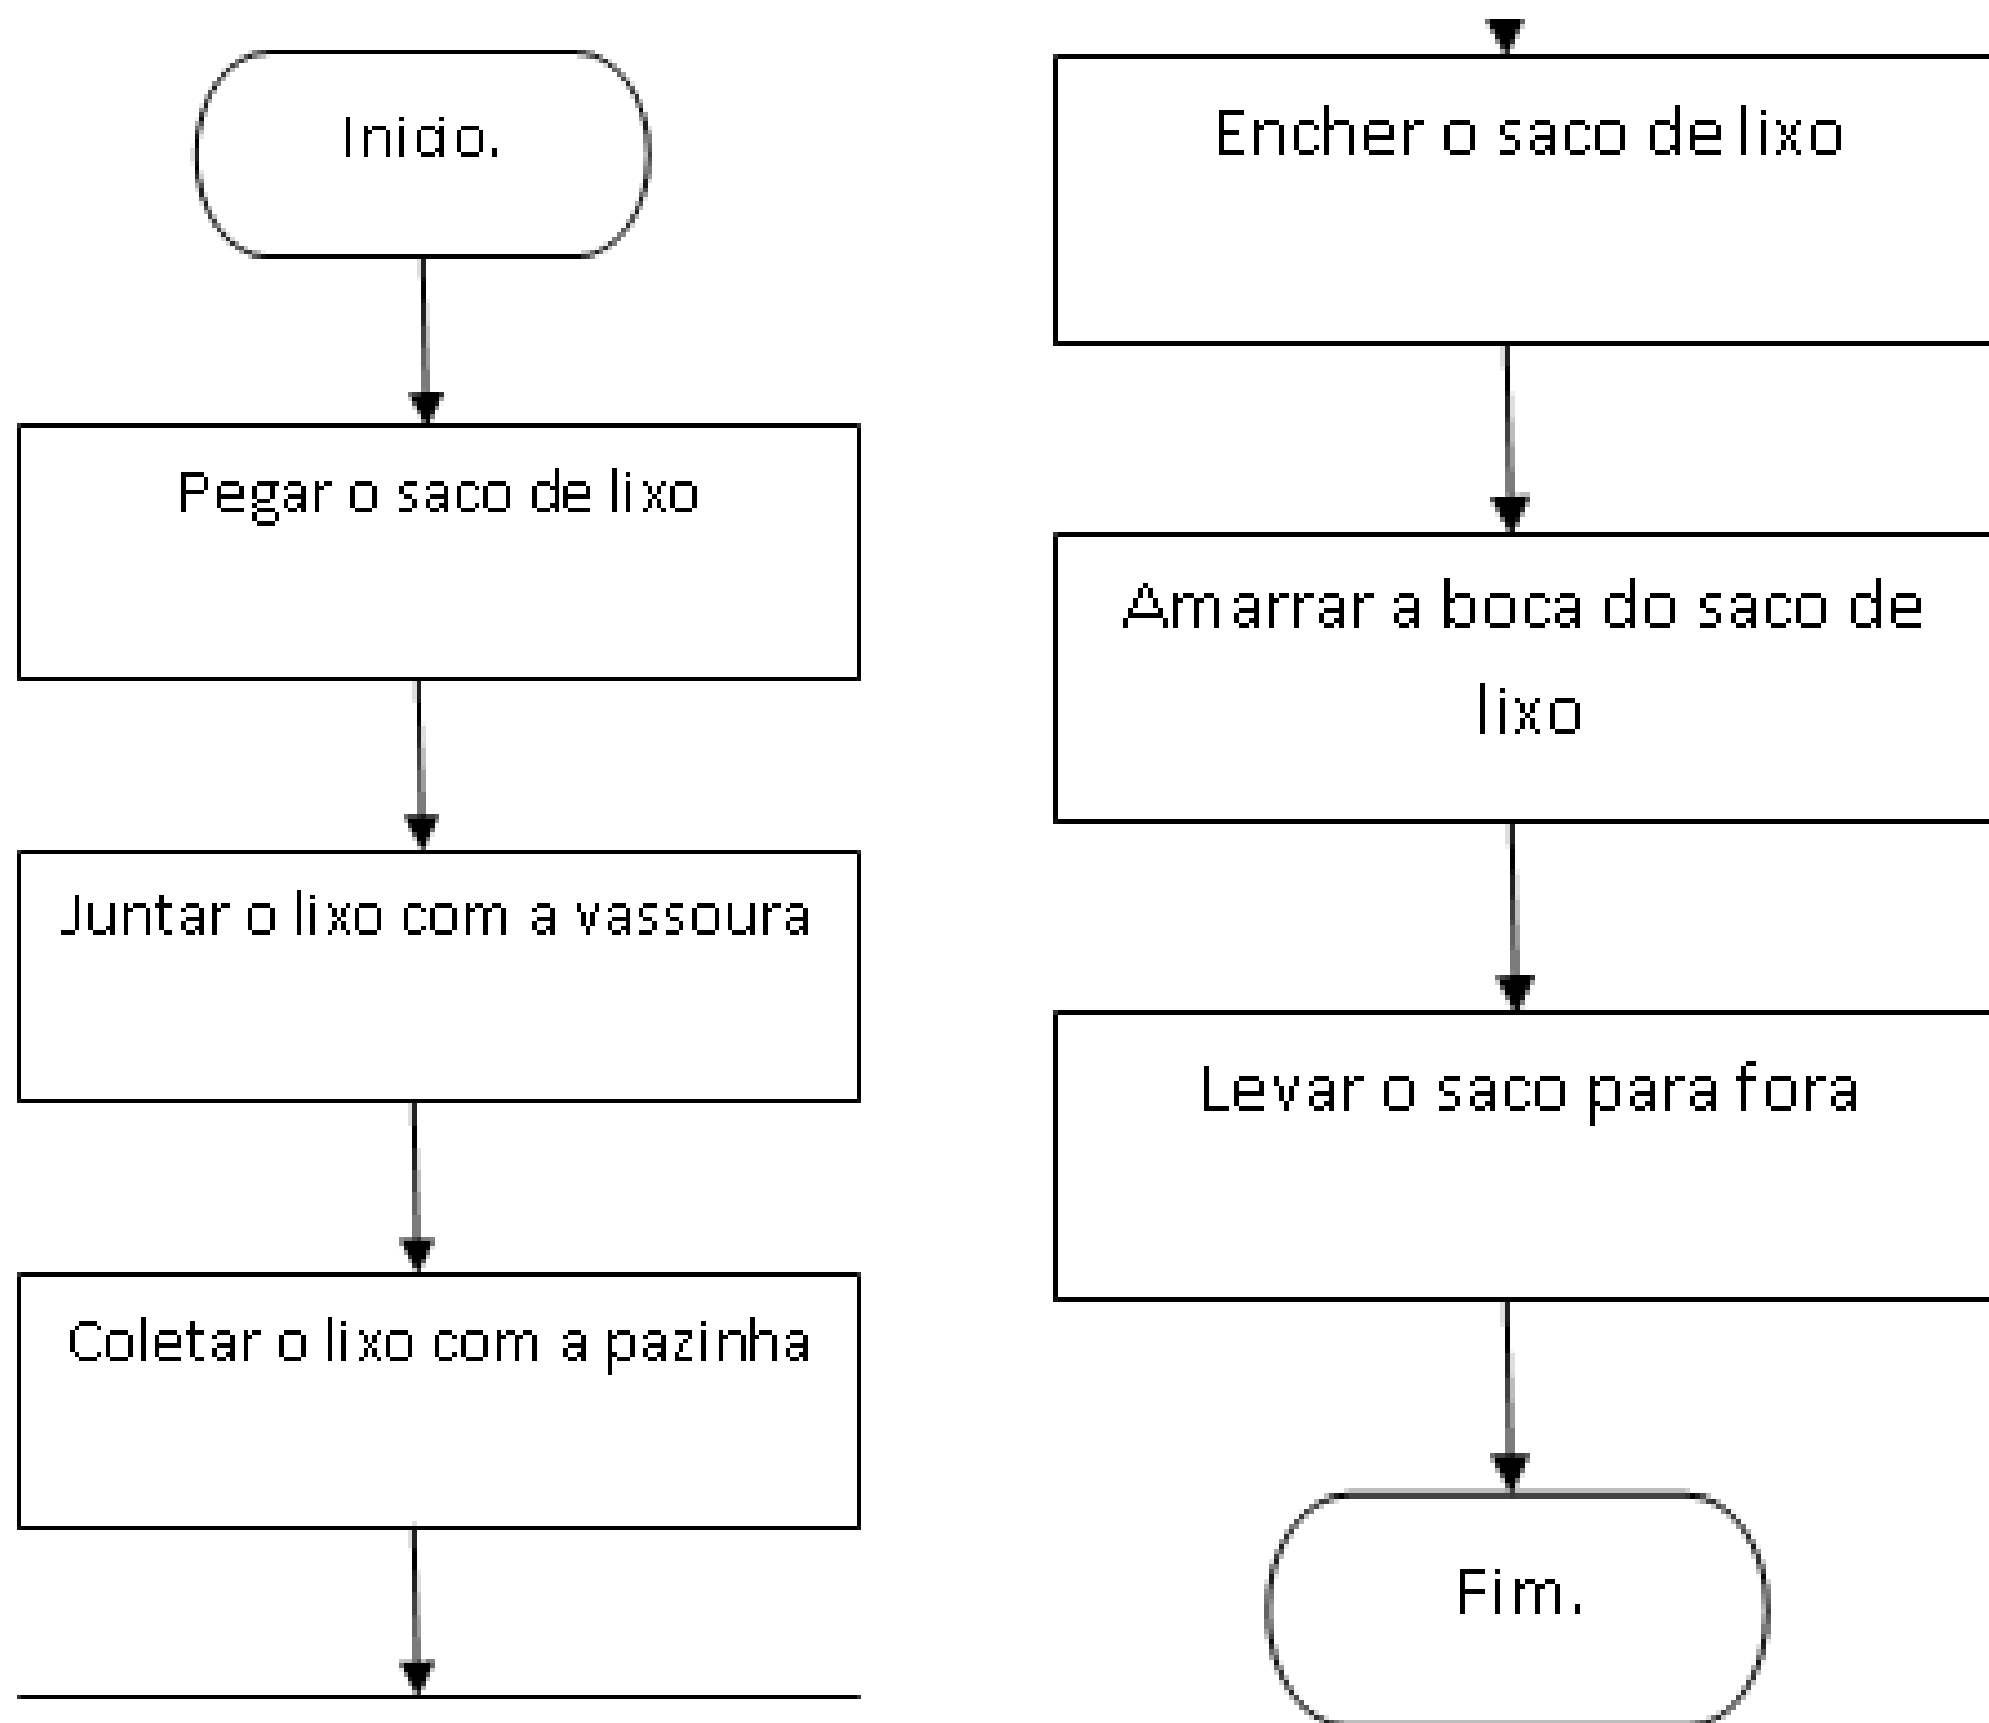 Inicio.
Pegar o saco de lixo
Juntar o lixo com a vassoura
Coletar o lixo com a pazinha
Encher o saco de lixo
Amarrar a boca do saco de
lixo
Levar o saco para fora
Fim.